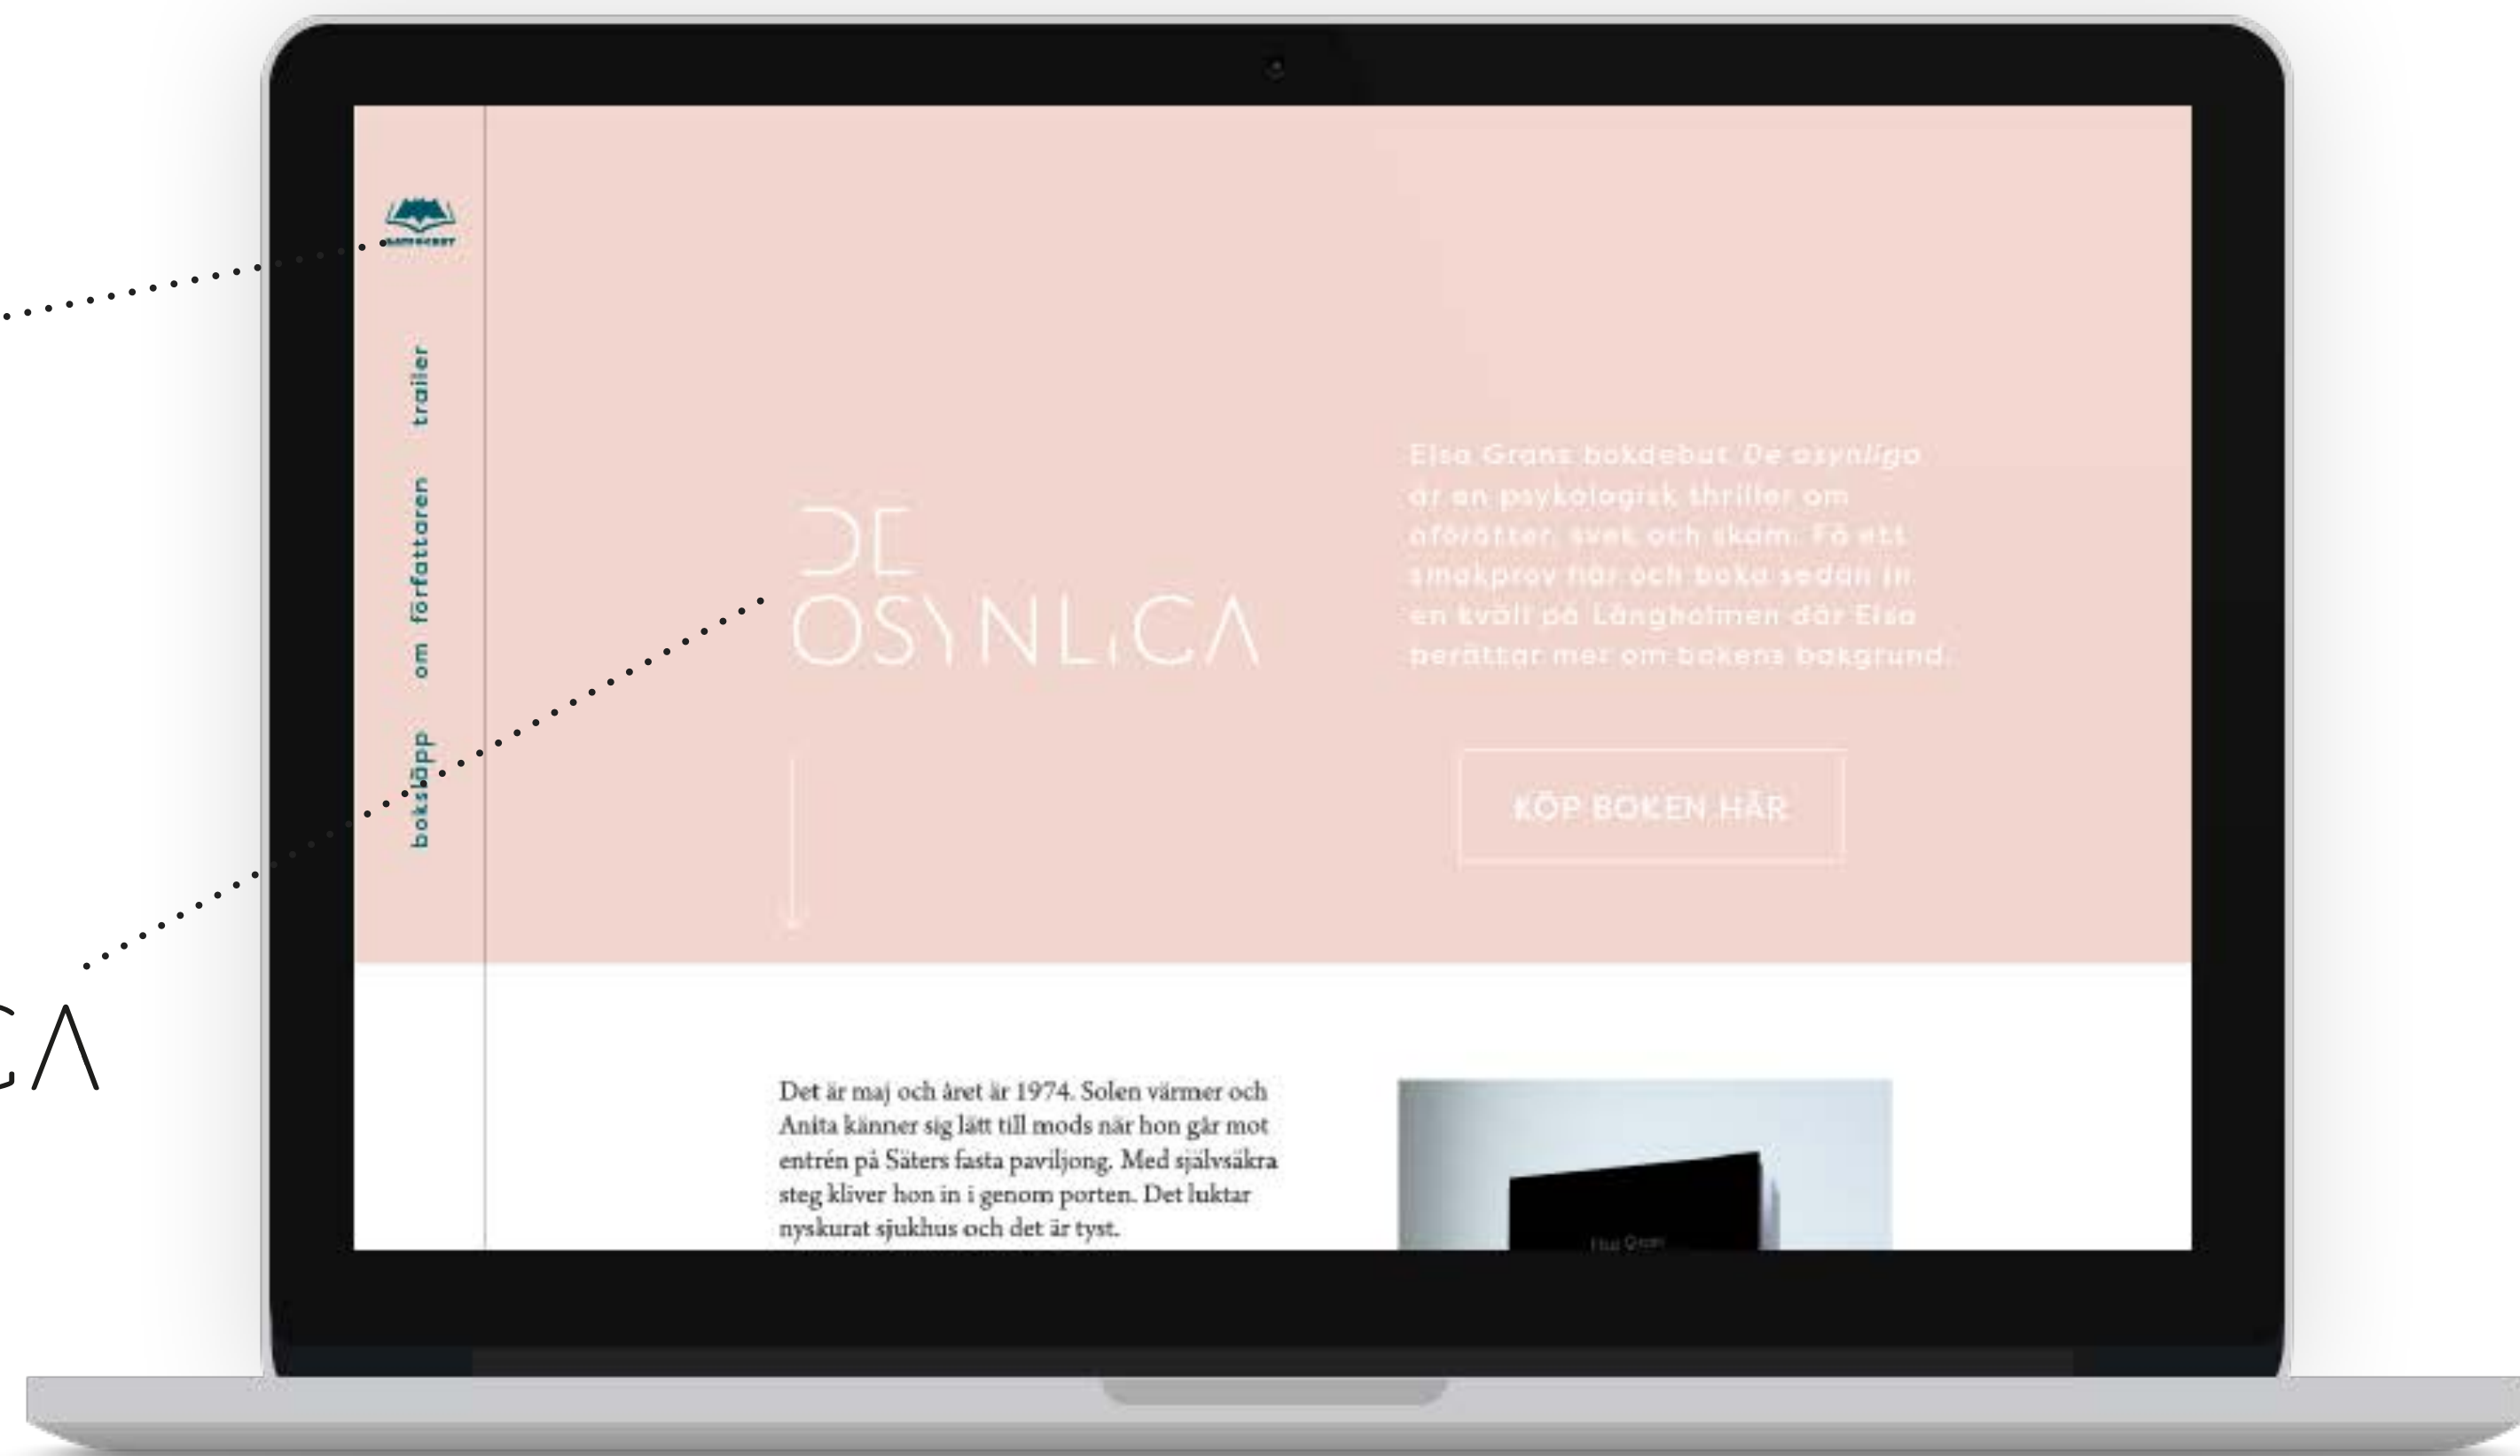 trailer
om författaren
boksläpp
DE
OSYNLIGA
Elsa Grans bokdebut De osynliga
är en psykologisk thriller om
oförätter, svek och skam. Få ett
smakprov här och boka sedan in
en kväll på Långholmen där Elsa
berättar mer om bokens bakgrund.
KÖP BOKEN HÄR
GA
Det är maj och året är 1974. Solen värmer och
Anita känner sig lätt till mods när hon går mot
entrén på Säters fasta paviljong. Med självsäkra
steg kliver hon in i genom porten. Det luktar
nyskurat sjukhus och det är tyst.
Elsa Gran